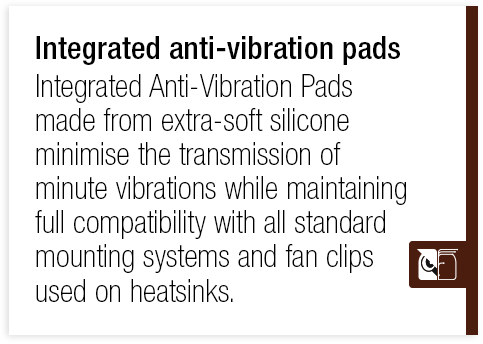 Integrated anti-vibration pads
Integrated Anti-Vibration Pads
made from extra-soft silicone
minimise the transmission of
minute vibrations while maintaining
full compatibility with all standard
mounting systems and fan clips
used on heatsinks.